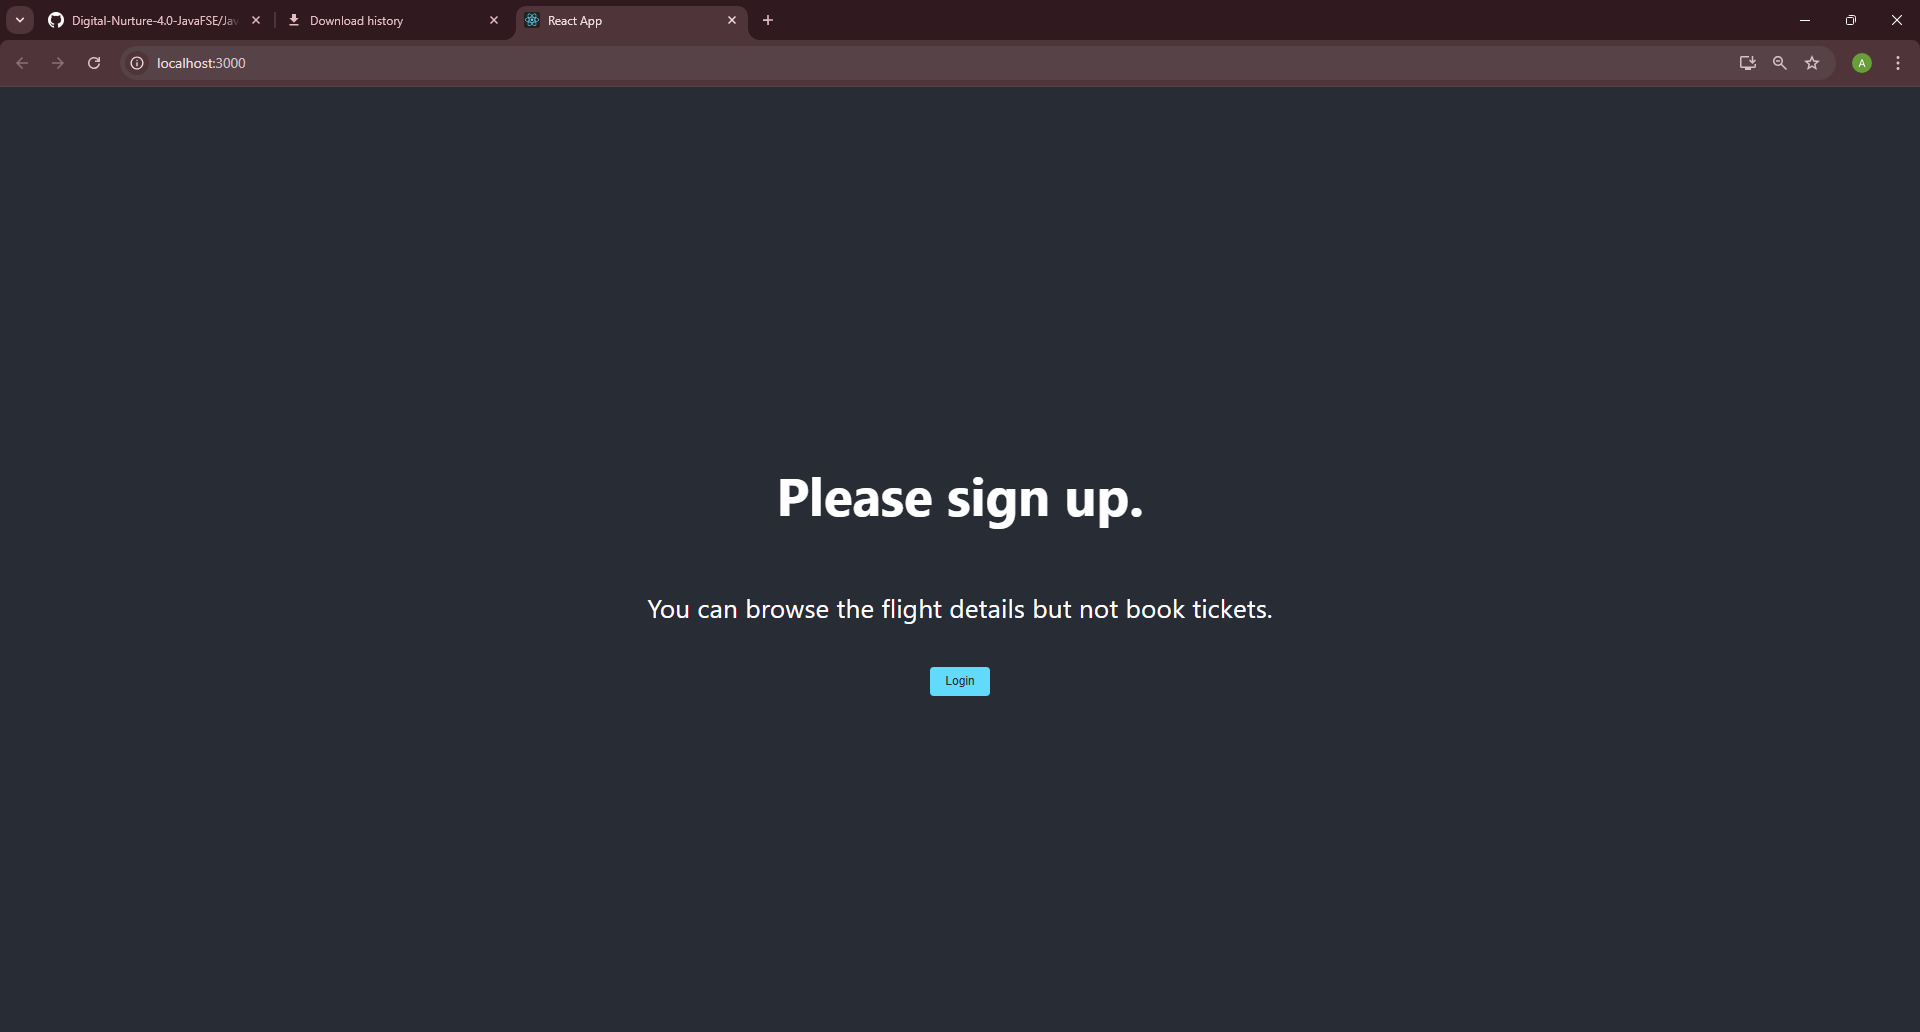 Digital-Nurture-4.0-JavaFSE/Jav
Download history
React App
localhost:3000
A
Please sign up.
You can browse the flight details but not book tickets.
Login